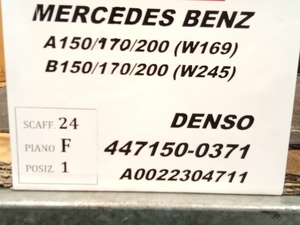 MERCEDES BENZ
A150/170/200 (W169)
B150/170/200 (W245)
SCAFF. 24
PIANO F
POSIZ. 1
DENSO
447150-0371
A0022304711